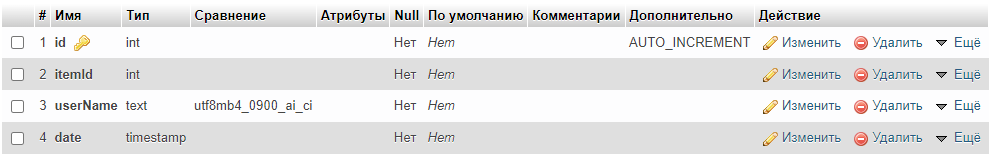 # Имя Тип Сравнение Атрибуты Null По умолчанию Комментарии Дополнительно Действие
1 id int Нет Нет AUTO_INCREMENT Изменить Удалить Ещё
2 itemId int Нет Нет Изменить Удалить Ещё
3 userName text utf8mb4_0900_ai_ci Нет Нет Изменить Удалить Ещё
4 date timestamp Нет Нет Изменить Удалить Ещё